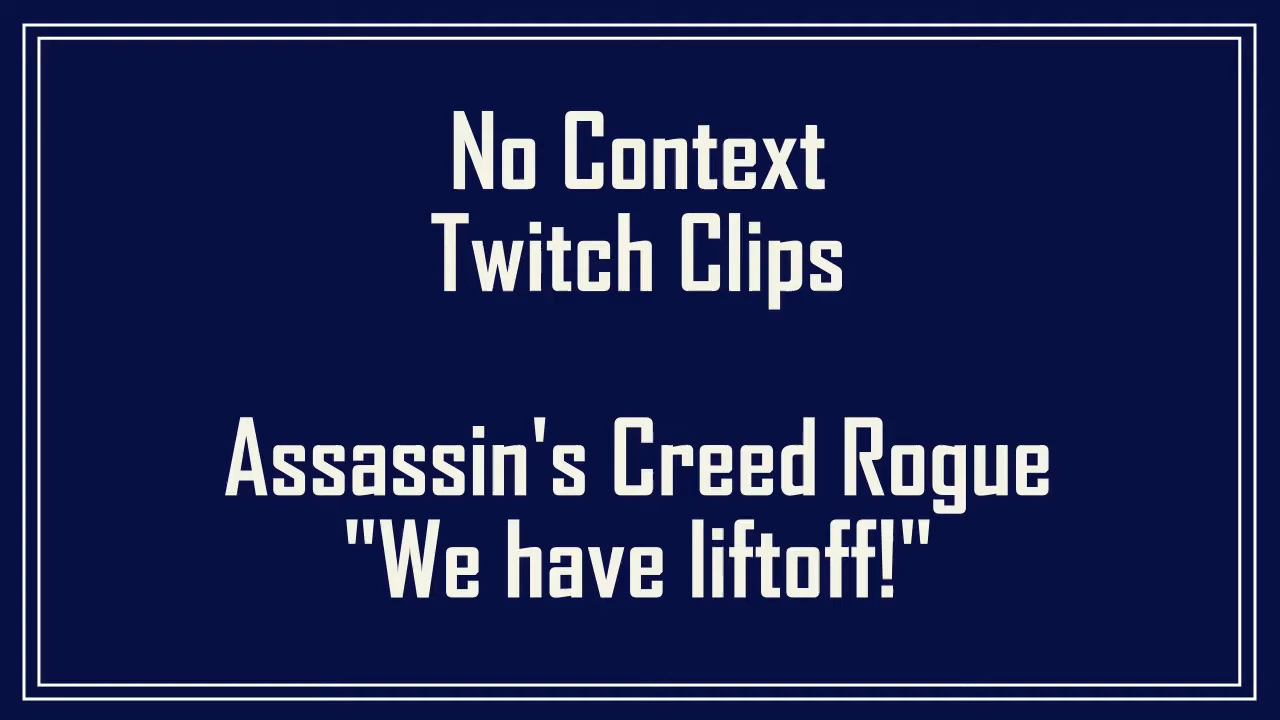 No Context
Twitch Clips
Assassin's Creed Rogue
"We have liftoff!"